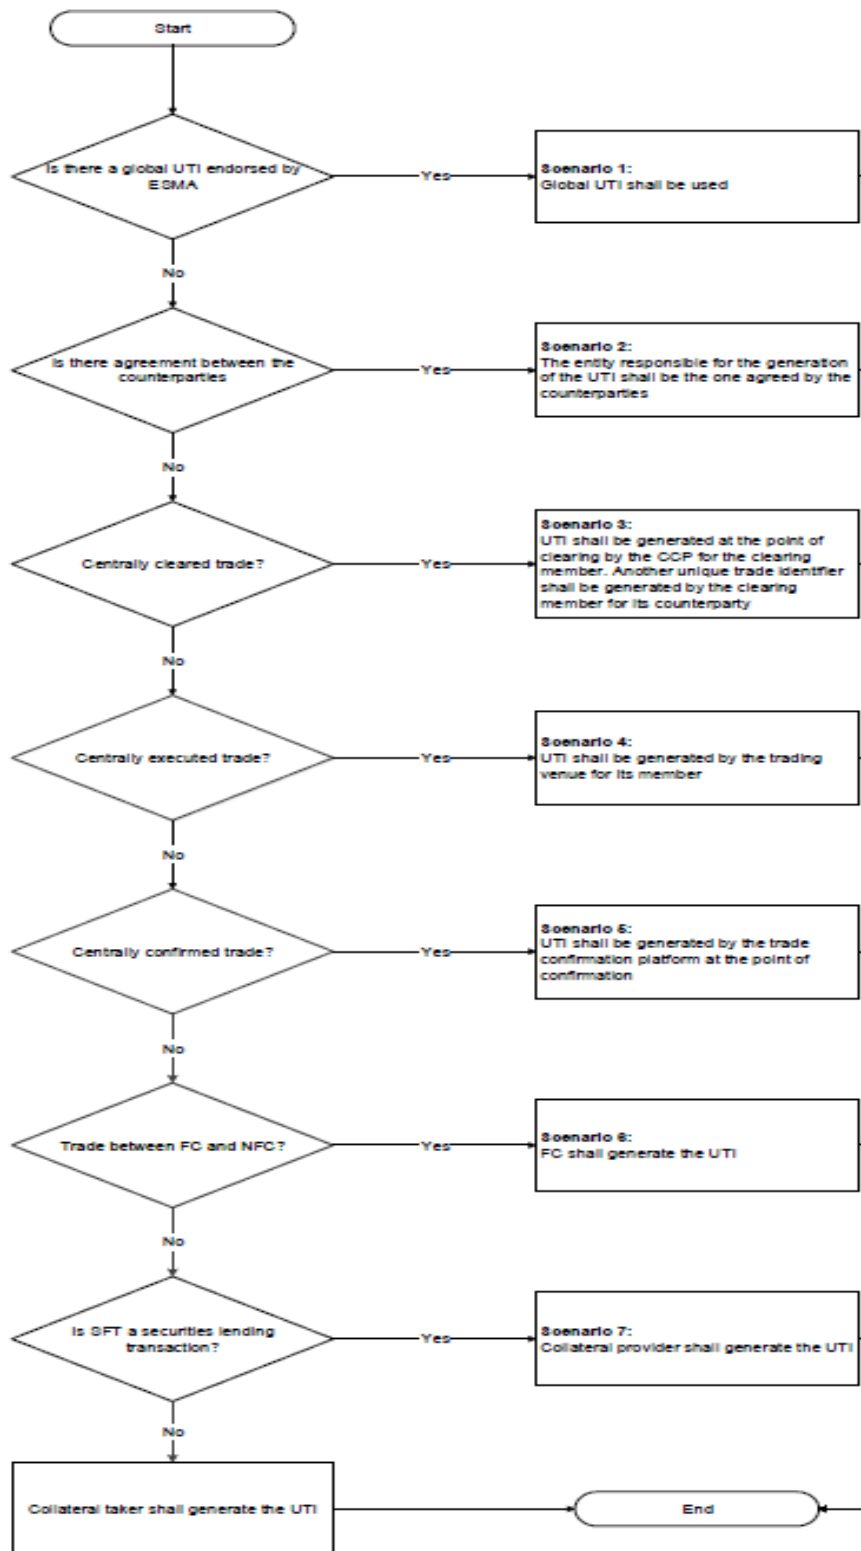 Start
Is there a global UTI endorsed by
ESMA
Yes
Scenario 1:
Global UTI shall be used
No
Is there agreement between the
counterparties
Yes
Scenario 2:
The entity responsible for the generation
of the UTI shall be the one agreed by the
counterparties
No
Centrally cleared trade?
Yes
Scenario 3:
UTI shall be generated at the point of
clearing by the CCP for the clearing
member. Another unique trade identifier
shall be generated by the clearing
member for its counterparty
No
Centrally executed trade?
Yes
Scenario 4:
UTI shall be generated by the trading
venue for its member
No
Centrally confirmed trade?
Yes
Scenario 5:
UTI shall be generated by the trade
confirmation platform at the point of
confirmation
No
Trade between FC and NFC?
Yes
Scenario 6:
FC shall generate the UTI
No
Is SFT a securities lending
transaction?
Yes
Scenario 7:
Collateral provider shall generate the UTI
No
Collateral taker shall generate the UTI
End